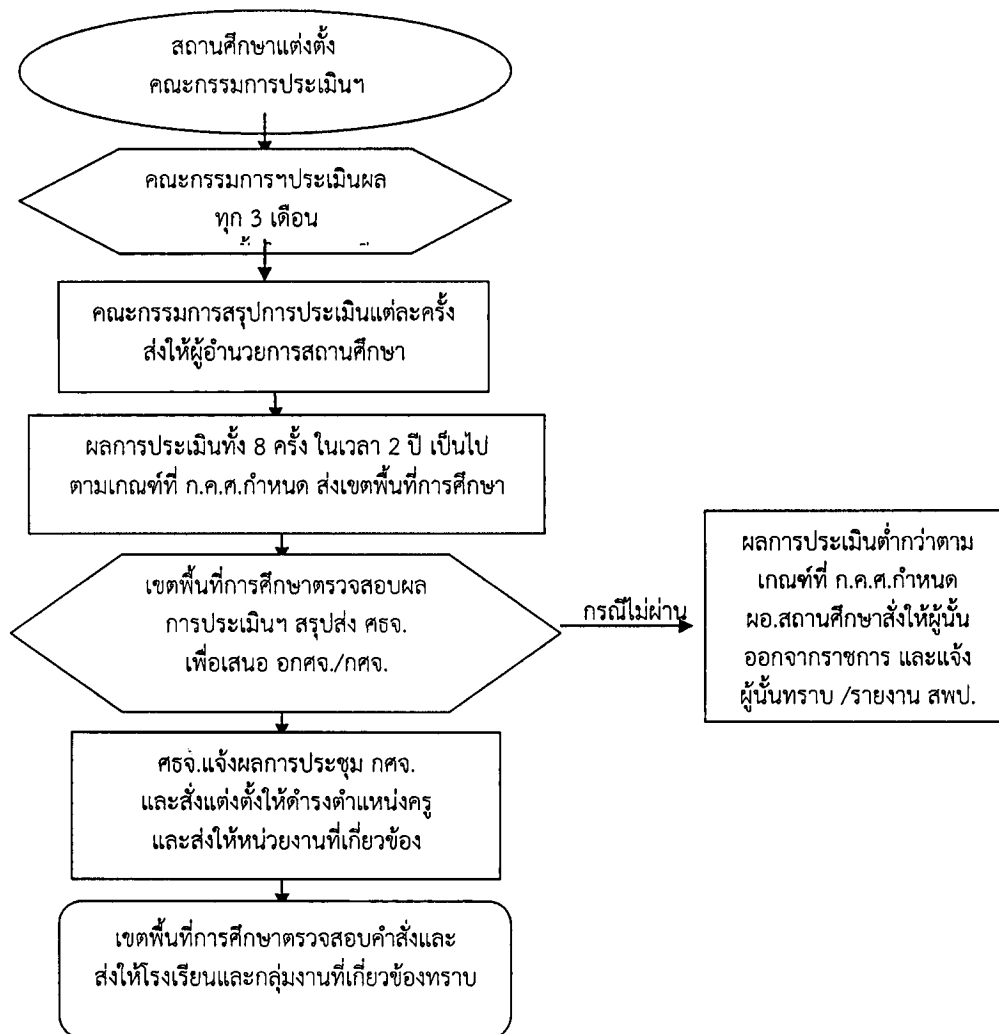 สถานศึกษาแต่งตั้ง
คณะกรรมการประเมินฯ
คณะกรรมการฯประเมินผล
ทุก 3 เดือน
คณะกรรมการสรุปการประเมินแต่ละครั้ง
ส่งให้ผู้อำนวยการสถานศึกษา
ผลการประเมินทั้ง 8 ครั้ง ในเวลา 2 ปี เป็นไป
ตามเกณฑ์ที่ ก.ค.ศ.กำหนด ส่งเขตพื้นที่การศึกษา
เขตพื้นที่การศึกษาตรวจสอบผล
การประเมินฯ สรุปส่ง ศธจ.
เพื่อเสนอ อกศจ./กศจ.
กรณีไม่ผ่าน
ผลการประเมินต่ำกว่าตาม
เกณฑ์ที่ ก.ค.ศ.กำหนด
ผอ.สถานศึกษาสั่งให้ผู้นั้น
ออกจากราชการ และแจ้ง
ผู้นั้นทราบ /รายงาน สพป.
ศธจ.แจ้งผลการประชุม กศจ.
และสั่งแต่งตั้งให้ดำรงตำแหน่งครู
และส่งให้หน่วยงานที่เกี่ยวข้อง
เขตพื้นที่การศึกษาตรวจสอบคำสั่งและ
ส่งให้โรงเรียนและกลุ่มงานที่เกี่ยวข้องทราบ